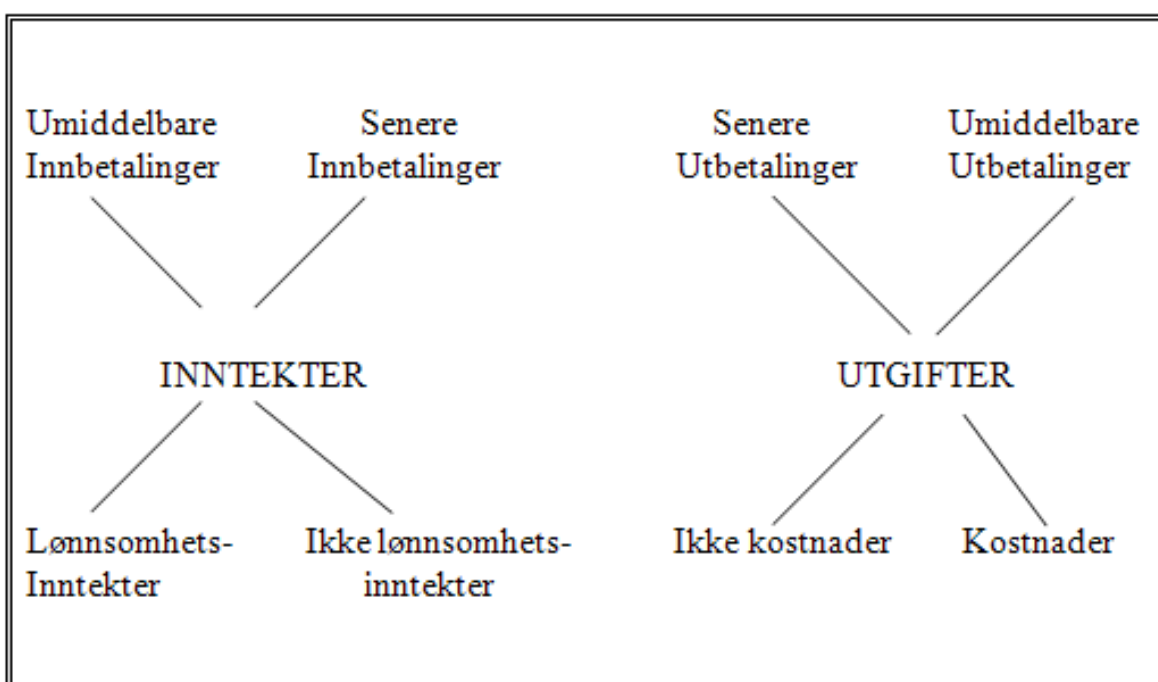 Umiddelbare
Innbetalinger
Senere
Innbetalinger
Senere
Utbetalinger
Umiddelbare
Utbetalinger
INNTEKTER
UTGIFTER
Lønnsomhets-
Inntekter
Ikke lønnsomhets-
inntekter
Ikke kostnader
Kostnader